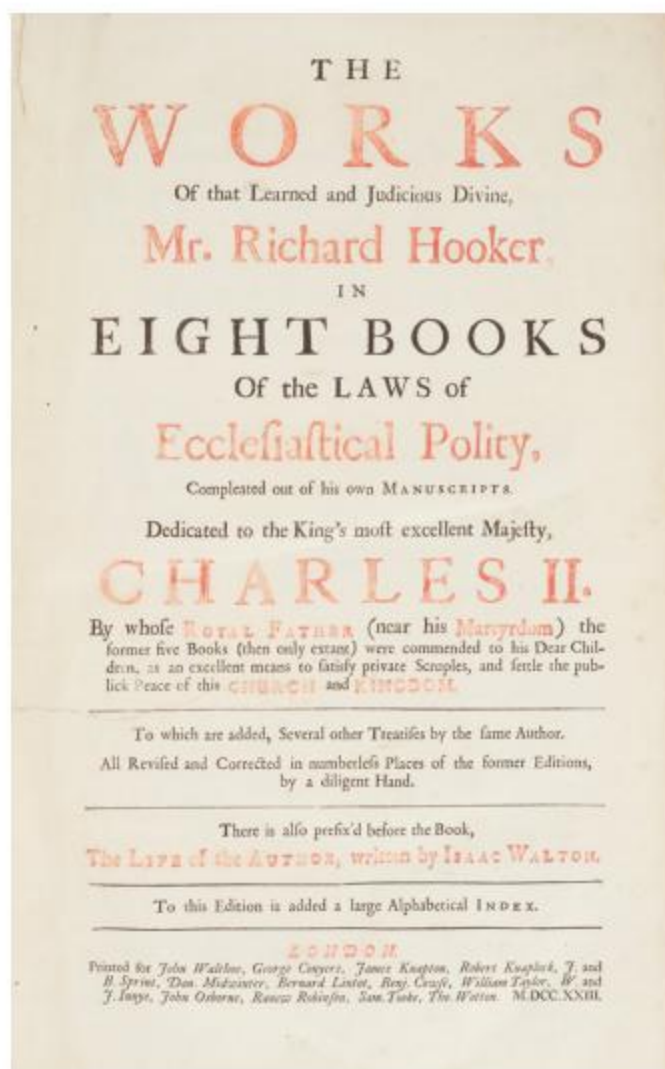 THE
WORKS
Of that Learned and Judicious Divine,
Mr. Richard Hooker,
IN
EIGHT BOOKS
Of the LAWS of
Eccleſiaſtical Polity,
Compleated out of his own MANUSCRIPTS.
Dedicated to the King's moſt excellent Majeſty,
CHARLES II.
By whoſe ROYAL FATHER (near his Martyrdom) the
former five Books (then only extant) were commended to his Dear Chil-
dren, as an excellent means to ſatisfy private Scruples, and ſettle the pub-
lick Peace of this CHURCH and KINGDOM.
To which are added, Several other Treatiſes by the ſame Author.
All Reviſed and Corrected in numberleſs Places of the former Editions,
by a diligent Hand.
There is alſo prefix'd before the Book,
The LIFE of the AUTHOR, written by ISAAC WALTON.
To this Edition is added a large Alphabetical INDEX.
LONDON
Printed for John Walthoe, George Conyers, James Knapton, Robert Knaplock, J. and
B. Sprint, Dan. Midwinter, Bernard Lintot, Benj. Cowſe, William Taylor, W. and
J. Innys, John Osborne, Ranew Robinſon, Sam. Tooke, Tho. Wotton. M.DCC.XXIII.